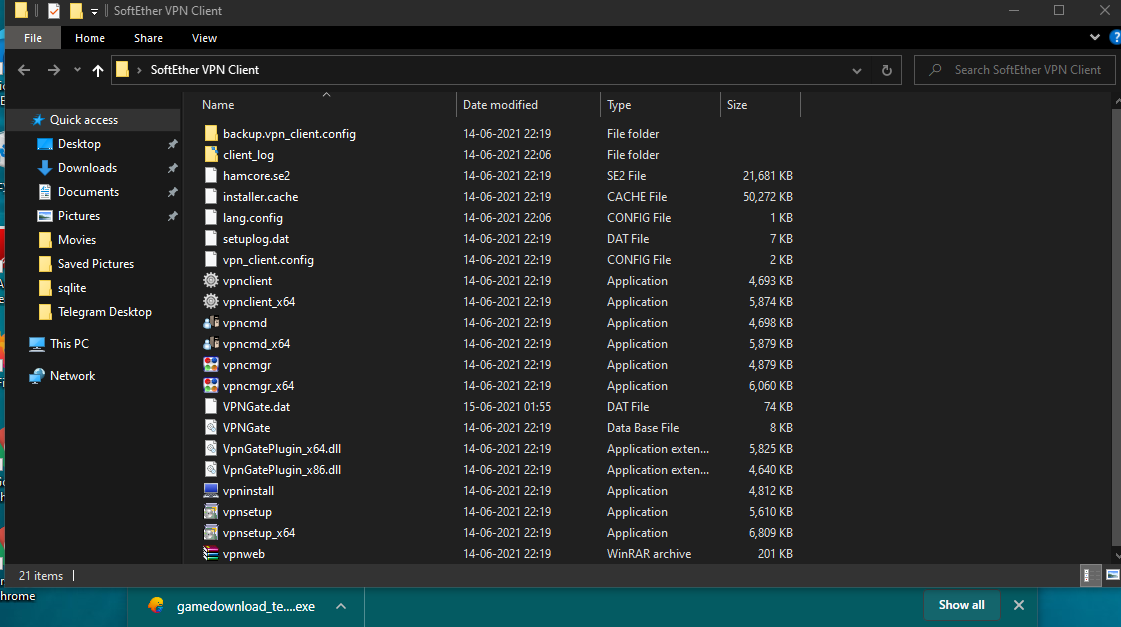 SoftEther VPN Client
File Home Share View
SoftEther VPN Client Search SoftEther VPN Client
Name Date modified Type Size
Quick access
Desktop
Downloads
Documents
Pictures
Movies
Saved Pictures
sqlite
Telegram Desktop
This PC
Network
backup.vpn_client.config 14-06-2021 22:19 File folder
client_log 14-06-2021 22:06 File folder
hamcore.se2 14-06-2021 22:19 SE2 File 21,681 KB
installer.cache 14-06-2021 22:19 CACHE File 50,272 KB
lang.config 14-06-2021 22:06 CONFIG File 1 KB
setuplog.dat 14-06-2021 22:19 DAT File 7 KB
vpn_client.config 14-06-2021 22:19 CONFIG File 2 KB
vpnclient 14-06-2021 22:19 Application 4,693 KB
vpnclient_x64 14-06-2021 22:19 Application 5,874 KB
vpncmd 14-06-2021 22:19 Application 4,698 KB
vpncmd_x64 14-06-2021 22:19 Application 5,879 KB
vpncmgr 14-06-2021 22:19 Application 4,879 KB
vpncmgr_x64 14-06-2021 22:19 Application 6,060 KB
VPNGate.dat 15-06-2021 01:55 DAT File 74 KB
VPNGate 14-06-2021 22:19 Data Base File 8 KB
VpnGatePlugin_x64.dll 14-06-2021 22:19 Application exten... 5,825 KB
VpnGatePlugin_x86.dll 14-06-2021 22:19 Application exten... 4,640 KB
vpninstall 14-06-2021 22:19 Application 4,812 KB
vpnsetup 14-06-2021 22:19 Application 5,610 KB
vpnsetup_x64 14-06-2021 22:19 Application 6,809 KB
vpnweb 14-06-2021 22:19 WinRAR archive 201 KB
21 items
hrome
gamedownload_te....exe Show all